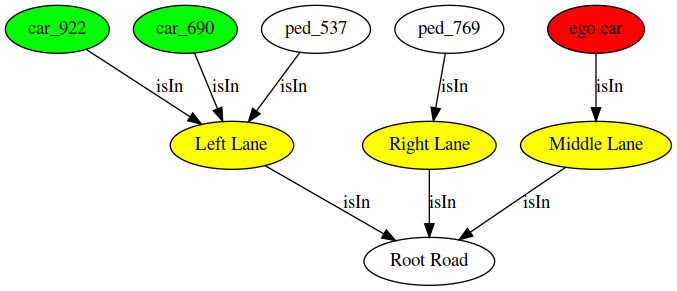 car_922
car_690
ped_537
ped_769
ego car
isIn
isIn
isIn
isIn
isIn
Left Lane
Right Lane
Middle Lane
isIn
isIn
isIn
Root Road